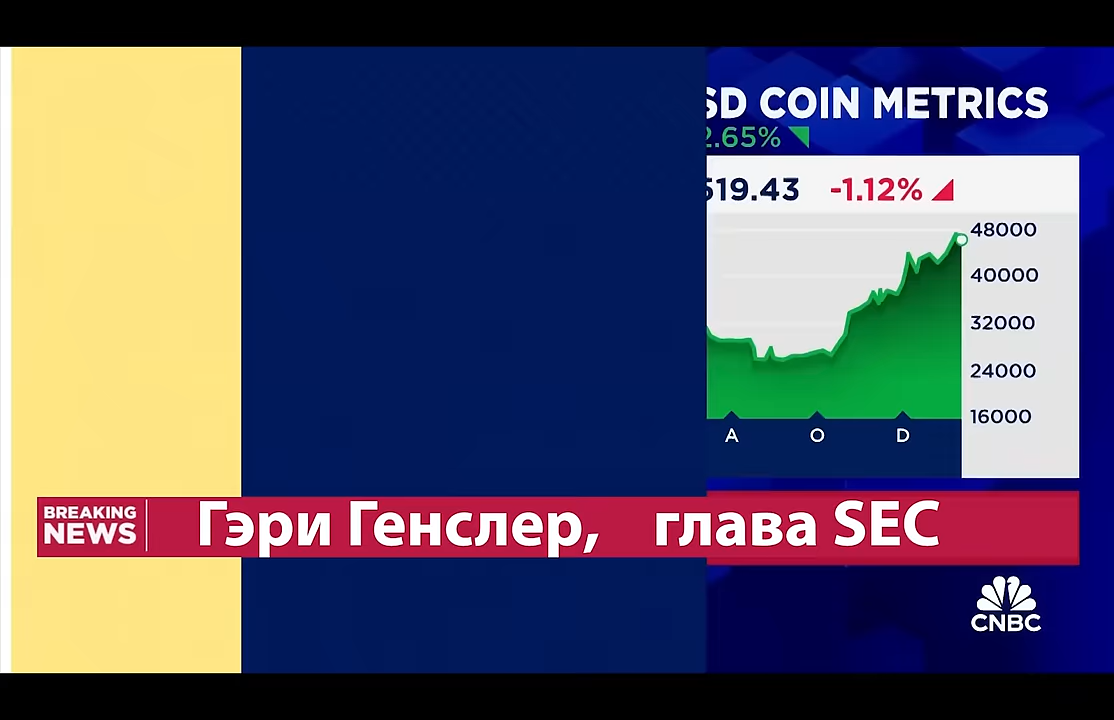 SD COIN METRICS
2.65%
519.43 -1.12%
48000
40000
32000
24000
16000
A O D
BREAKING
NEWS
Гэри Генслер, глава SEC
CNBC